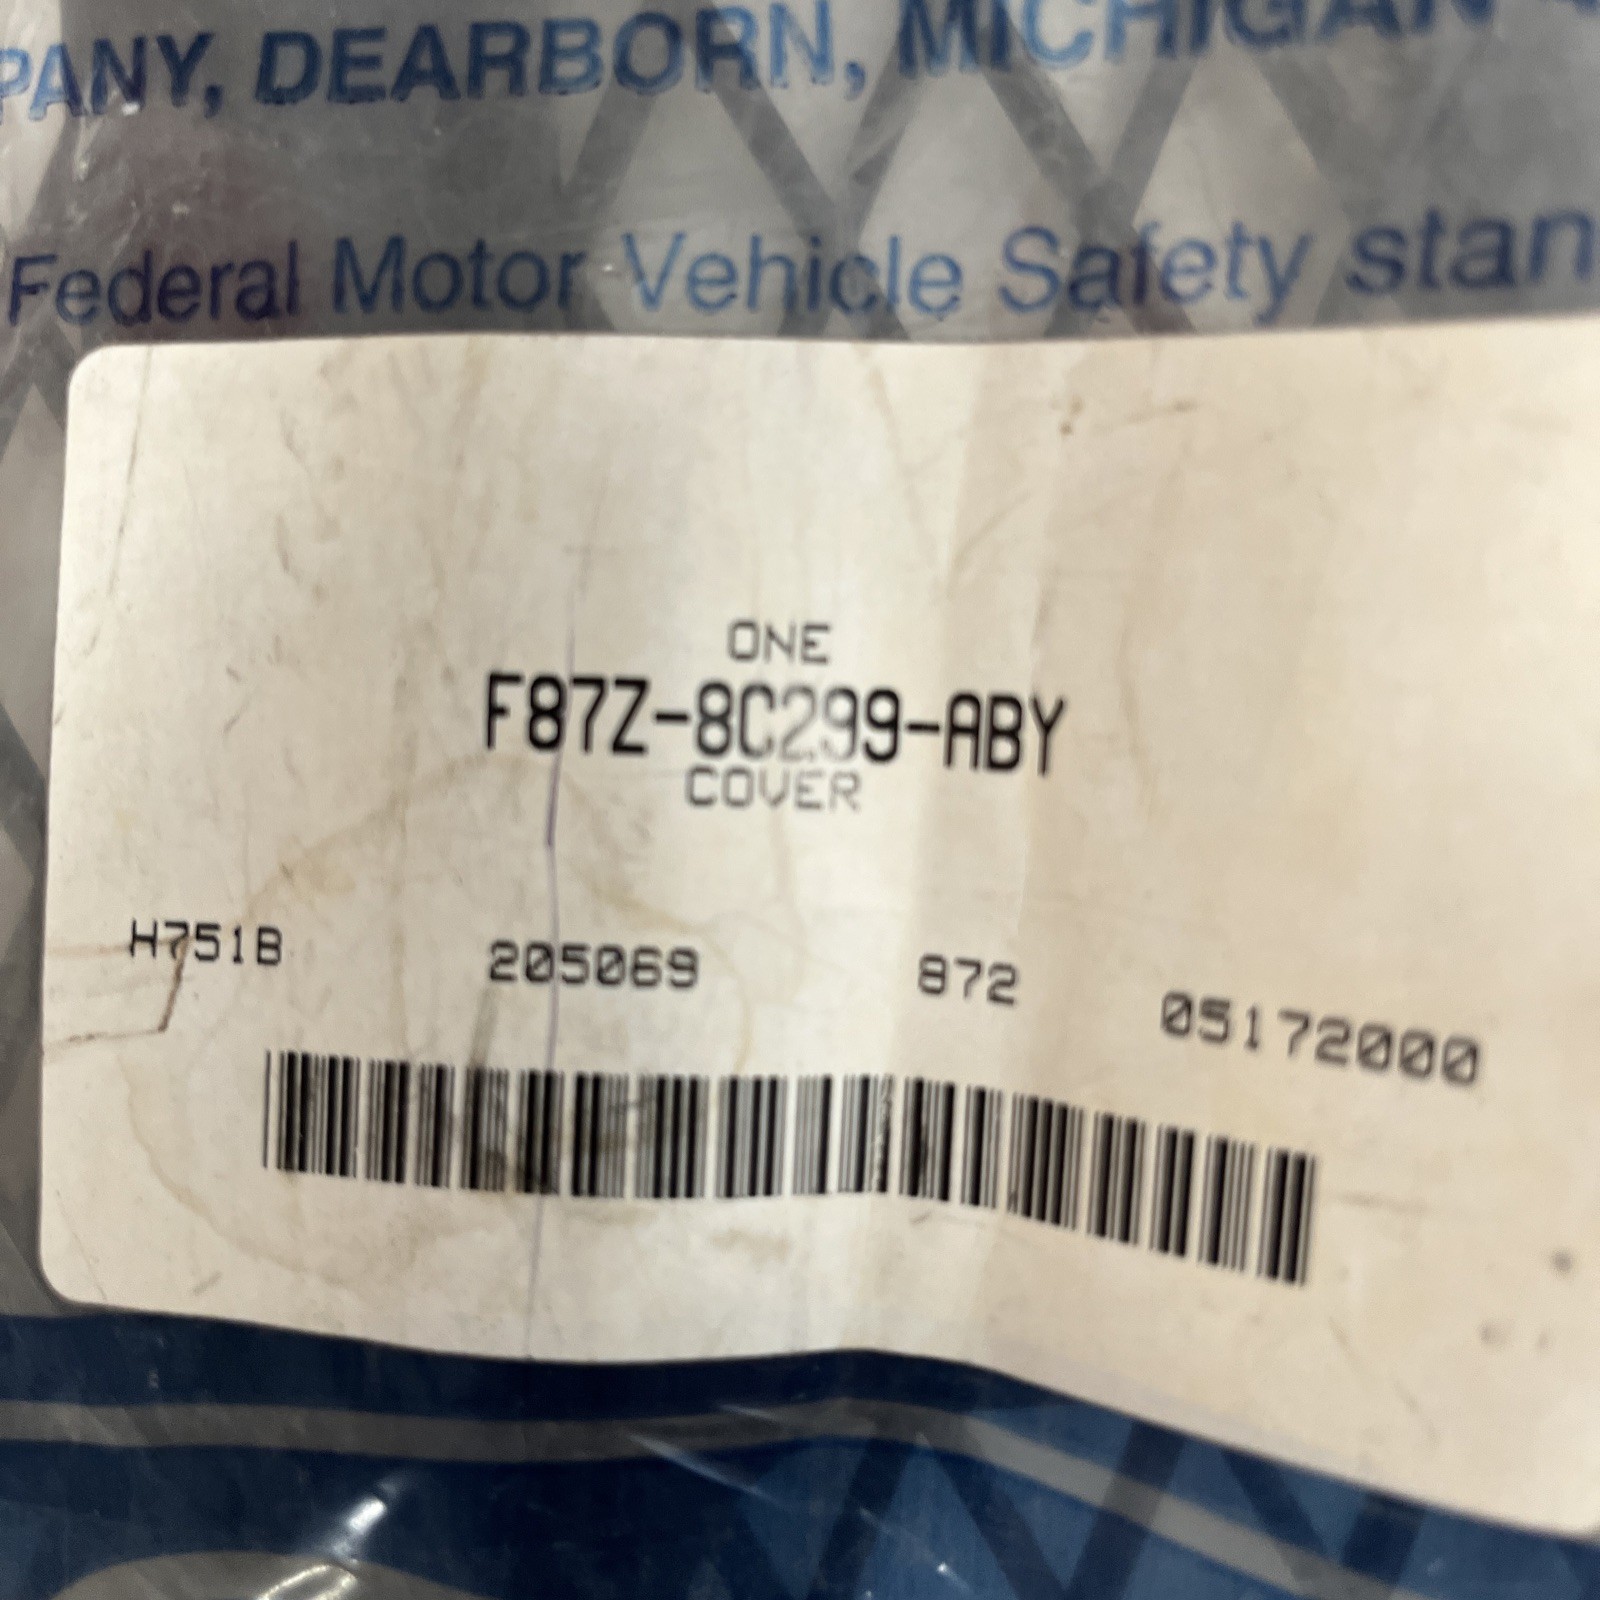 PANY, DEARBORN, MICHIGAN
Federal Motor Vehicle Safety stan
ONE
F87Z-8C299-ABY
COVER
H751B 205069 872 05172000